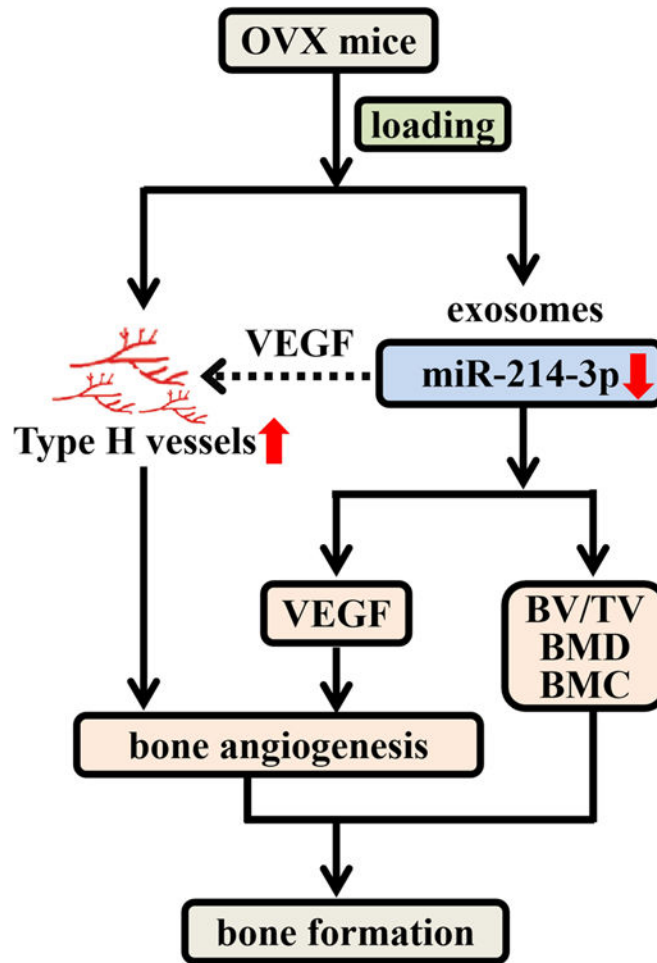 OVX mice
loading
exosomes
VEGF
miR-214-3p
Type H vessels
VEGF
BV/TV
BMD
BMC
bone angiogenesis
bone formation